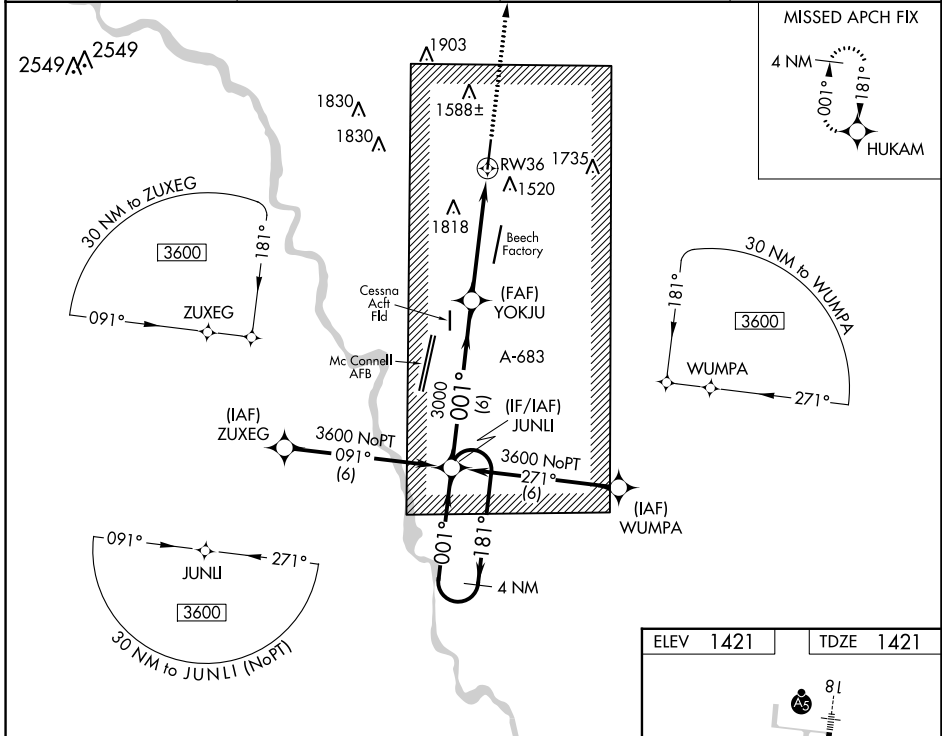 MISSED APCH FIX
4 NM
001°
181°
HUKAM
2549
2549
1903
1830
1830
1588±
RW36
1735
1520
1818
Beech
Factory
30 NM to ZUXEG
3600
181°
091°
ZUXEG
Cessna
Acft
Fld
(FAF)
YOKJU
Mc Connell
AFB
A-683
30 NM to WUMPA
181°
3600
WUMPA
271°
3000
001°
(6)
(IF/IAF)
JUNLI
(IAF)
ZUXEG
3600 NoPT
091°
(6)
3600 NoPT
271°
(6)
(IAF)
WUMPA
001°
181°
4 NM
091°
271°
JUNLI
3600
30 NM to JUNLI (NoPT)
ELEV 1421
TDZE 1421
18
A5